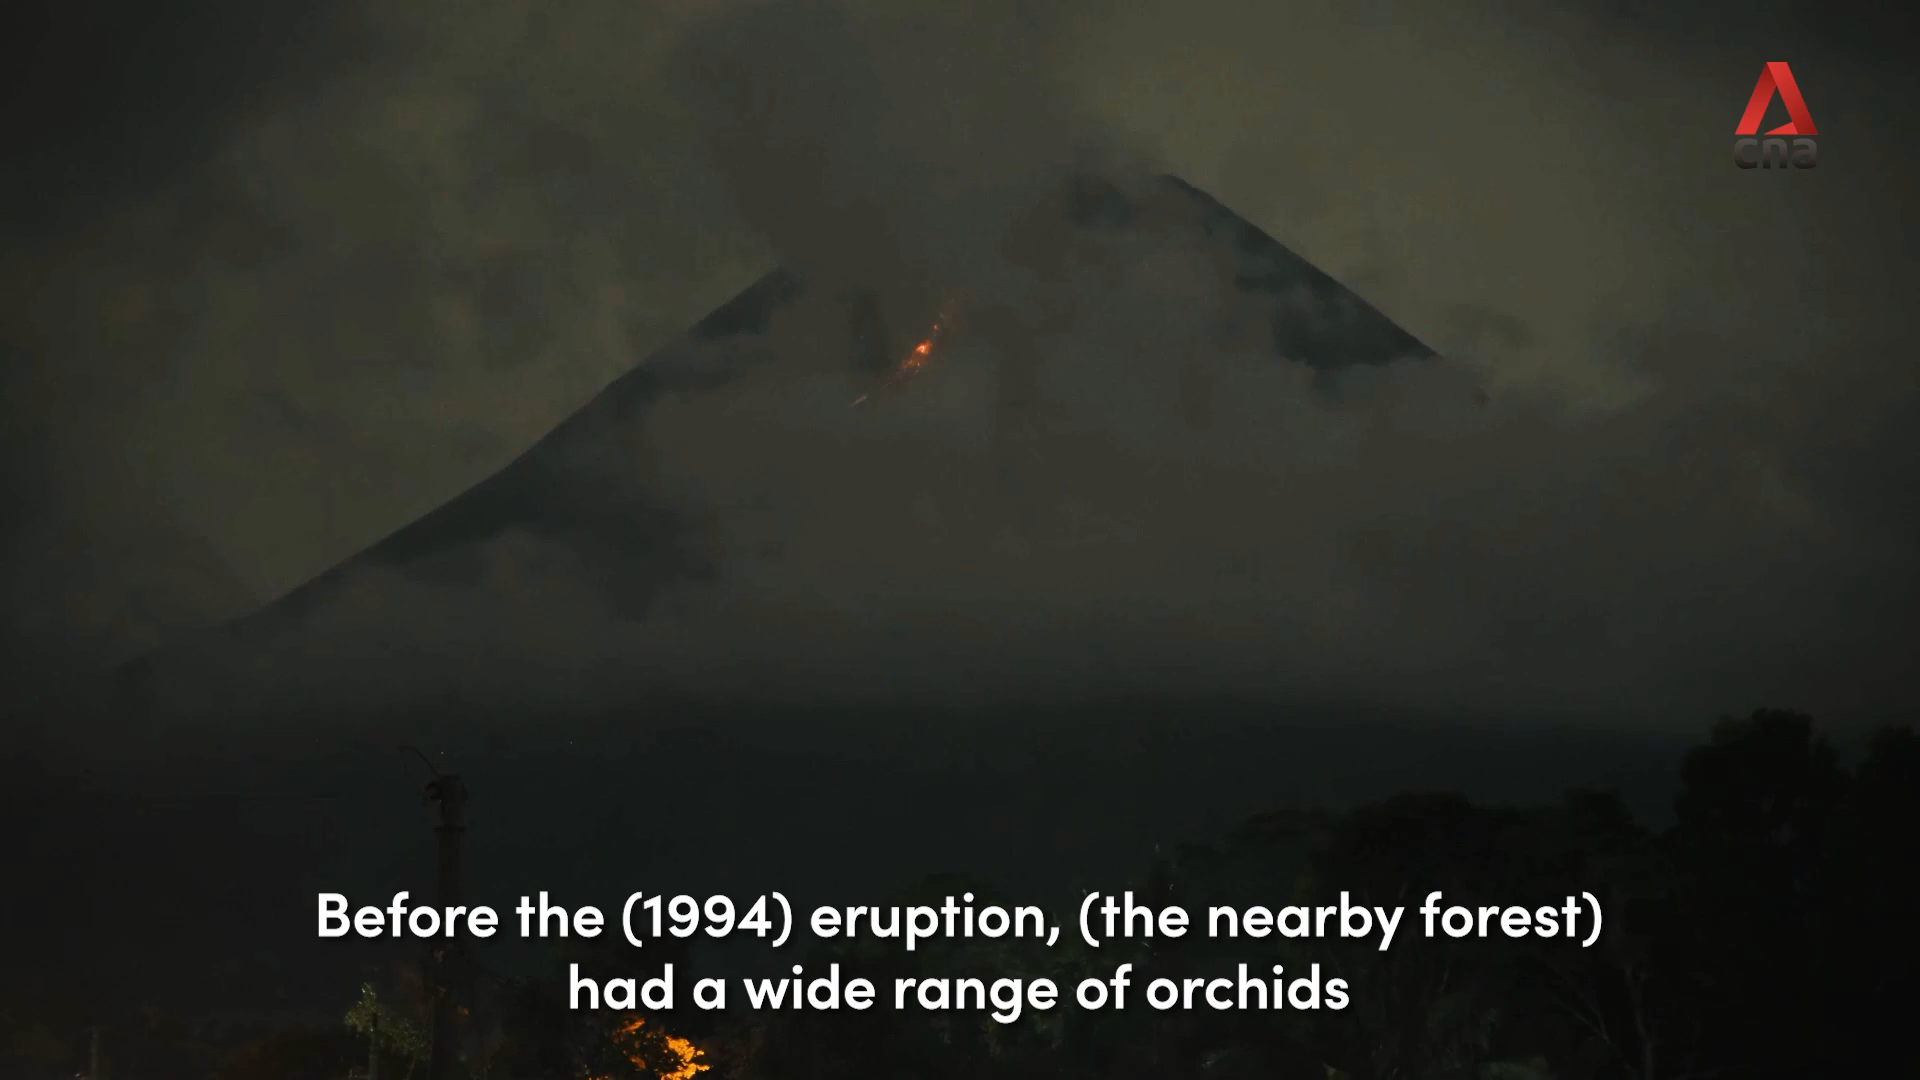 cna
Before the (1994) eruption, (the nearby forest)
had a wide range of orchids